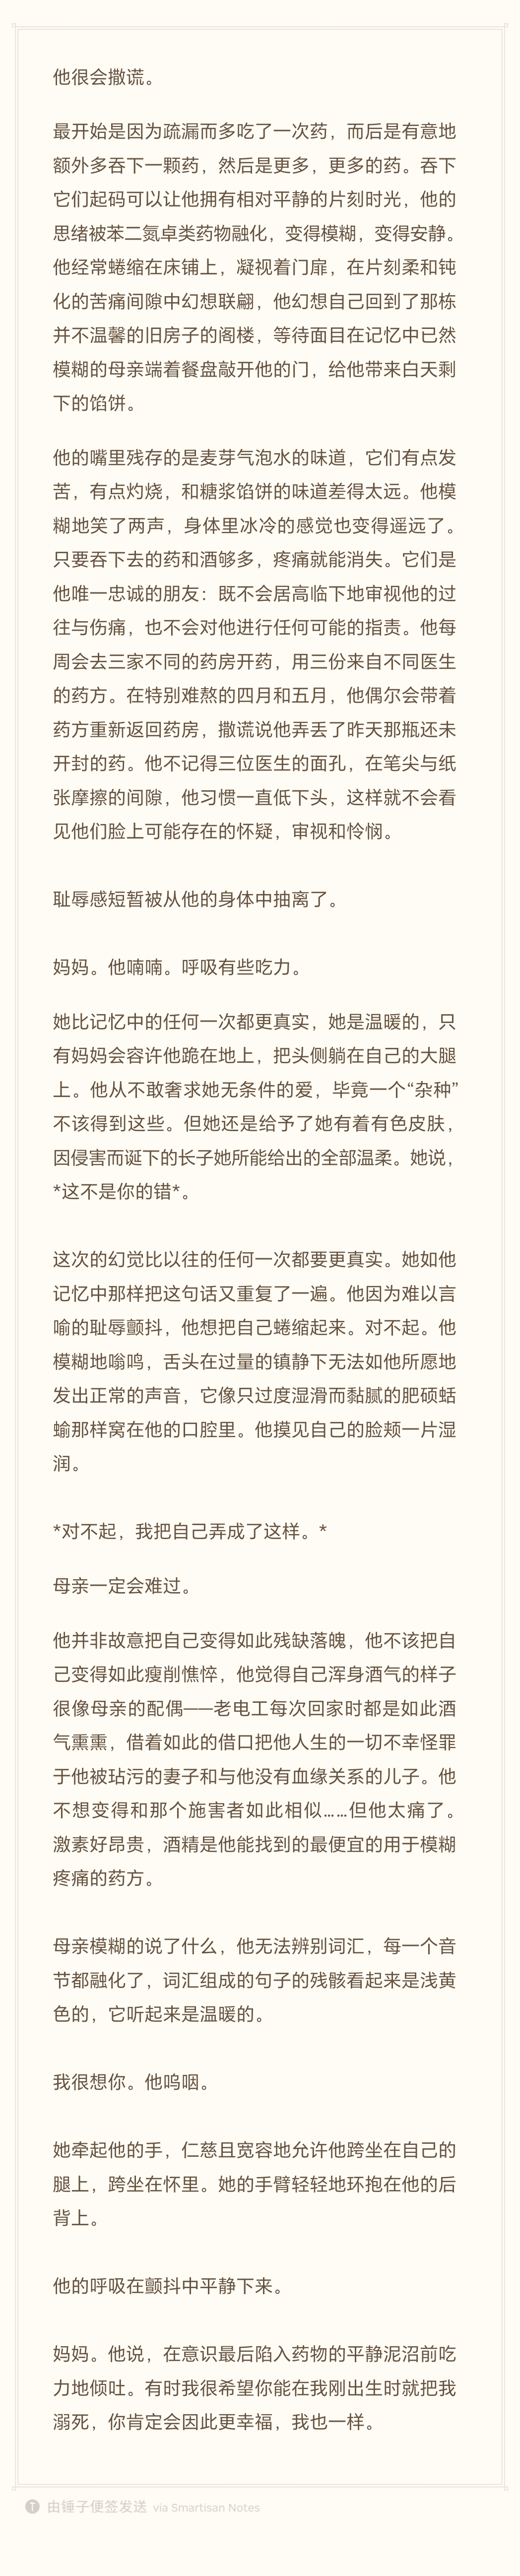 他很会撒谎。
最开始是因为疏漏而多吃了一次药，而后是有意地
额外多吞下一颗药，然后是更多，更多的药。吞下
它们起码可以让他拥有相对平静的片刻时光，他的
思绪被苯二氮卓类药物融化，变得模糊，变得安静。
他经常蜷缩在床铺上，凝视着门扉，在片刻柔和钝
化的苦痛间隙中幻想联翩，他幻想自己回到了那栋
并不温馨的旧房子的阁楼，等待面目在记忆中已然
模糊的母亲端着餐盘敲开他的门，给他带来白天剩
下的馅饼。
他的嘴里残存的是麦芽气泡水的味道，它们有点发
苦，有点灼烧，和糖浆馅饼的味道差得太远。他模
糊地笑了两声，身体里冰冷的感觉也变得遥远了。
只要吞下去的药和酒够多，疼痛就能消失。它们是
他唯一忠诚的朋友：既不会居高临下地审视他的过
往与伤痛，也不会对他进行任何可能的指责。他每
周会去三家不同的药房开药，用三份来自不同医生
的药方。在特别难熬的四月和五月，他偶尔会带着
药方重新返回药房，撒谎说他弄丢了昨天那瓶还未
开封的药。他不记得三位医生的面孔，在笔尖与纸
张摩擦的间隙，他习惯一直低下头，这样就不会看
见他们脸上可能存在的怀疑，审视和怜悯。
耻辱感短暂被从他的身体中抽离了。
妈妈。他喃喃。呼吸有些吃力。
她比记忆中的任何一次都更真实，她是温暖的，只
有妈妈会容许他跪在地上，把头侧躺在自己的大腿
上。他从不敢奢求她无条件的爱，毕竟一个“杂种”
不该得到这些。但她还是给予了她有着有色皮肤，
因侵害而诞下的长子她所能给出的全部温柔。她说，
*这不是你的错*。
这次的幻觉比以往的任何一次都要更真实。她如他
记忆中那样把这句话又重复了一遍。他因为难以言
喻的耻辱颤抖，他想把自己蜷缩起来。对不起。他
模糊地嗡鸣，舌头在过量的镇静下无法如他所愿地
发出正常的声音，它像只过度湿滑而黏腻的肥硕蛞
蝓那样窝在他的口腔里。他摸见自己的脸颊一片湿
润。
*对不起，我把自己弄成了这样。*
母亲一定会难过。
他并非故意把自己变得如此残缺落魄，他不该把自
己变得如此瘦削憔悴，他觉得自己浑身酒气的样子
很像母亲的配偶——老电工每次回家时都是如此酒
气熏熏，借着如此的借口把他人生的一切不幸怪罪
于他被玷污的妻子和与他没有血缘关系的儿子。他
不想变得和那个施害者如此相似……但他太痛了。
激素好昂贵，酒精是他能找到的最便宜的用于模糊
疼痛的药方。
母亲模糊的说了什么，他无法辨别词汇，每一个音
节都融化了，词汇组成的句子的残骸看起来是浅黄
色的，它听起来是温暖的。
我很想你。他呜咽。
她牵起他的手，仁慈且宽容地允许他跨坐在自己的
腿上，跨坐在怀里。她的手臂轻轻地环抱在他的后
背上。
他的呼吸在颤抖中平静下来。
妈妈。他说，在意识最后陷入药物的平静泥沼前吃
力地倾吐。有时我很希望你能在我刚出生时就把我
溺死，你肯定会因此更幸福，我也一样。
由锤子便签发送 via Smartisan Notes